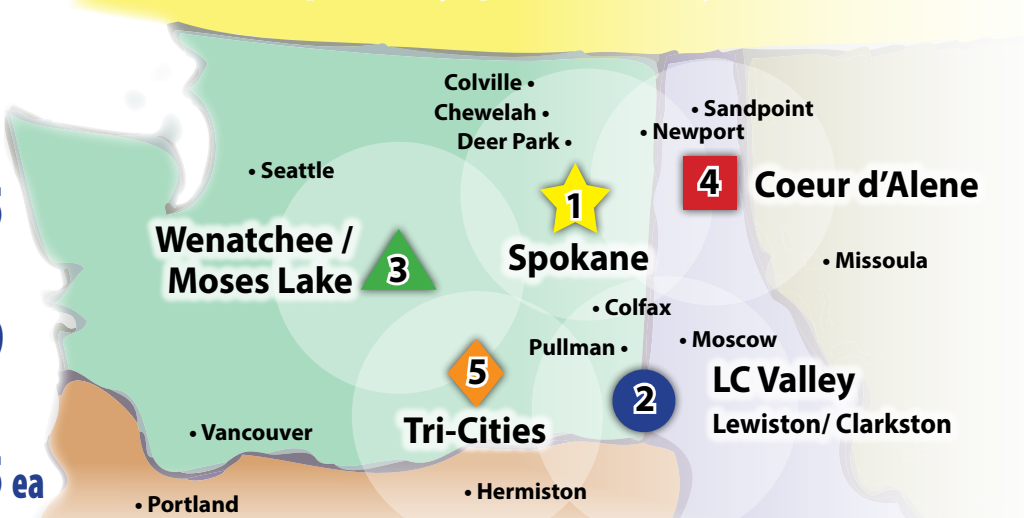 Colville •
Chewelah •
• Sandpoint
• Newport
Deer Park •
• Seattle
1
4
Coeur d’Alene
Wenatchee /
Moses Lake
3
Spokane
• Missoula
• Colfax
Pullman •
• Moscow
5
2
LC Valley
Lewiston/ Clarkston
Tri-Cities
• Vancouver
ea
• Hermiston
• Portland